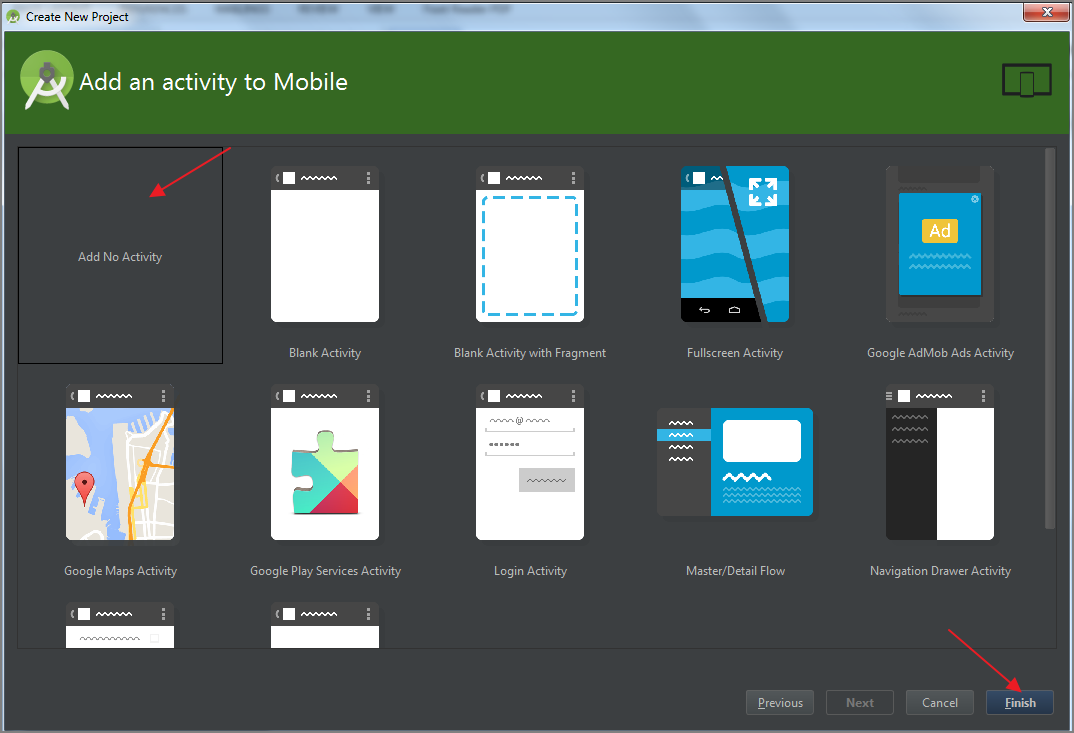 Create New Project
Add an activity to Mobile
Add No Activity
Blank Activity
Blank Activity with Fragment
Fullscreen Activity
Ad
Google AdMob Ads Activity
@
Google Maps Activity
Google Play Services Activity
Login Activity
Master/Detail Flow
Navigation Drawer Activity
Previous
Next
Cancel
Finish